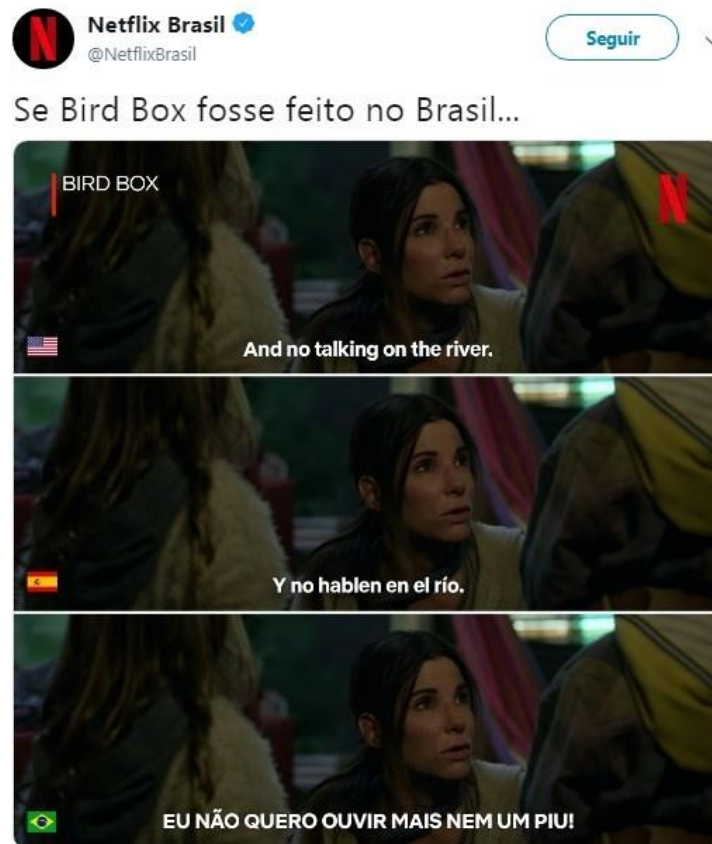 Netflix Brasil
@NetflixBrasil
Seguir
Se Bird Box fosse feito no Brasil...
BIRD BOX
N
And no talking on the river.
Y no hablen en el río.
EU NÃO QUERO OUVIR MAIS NEM UM PIU!